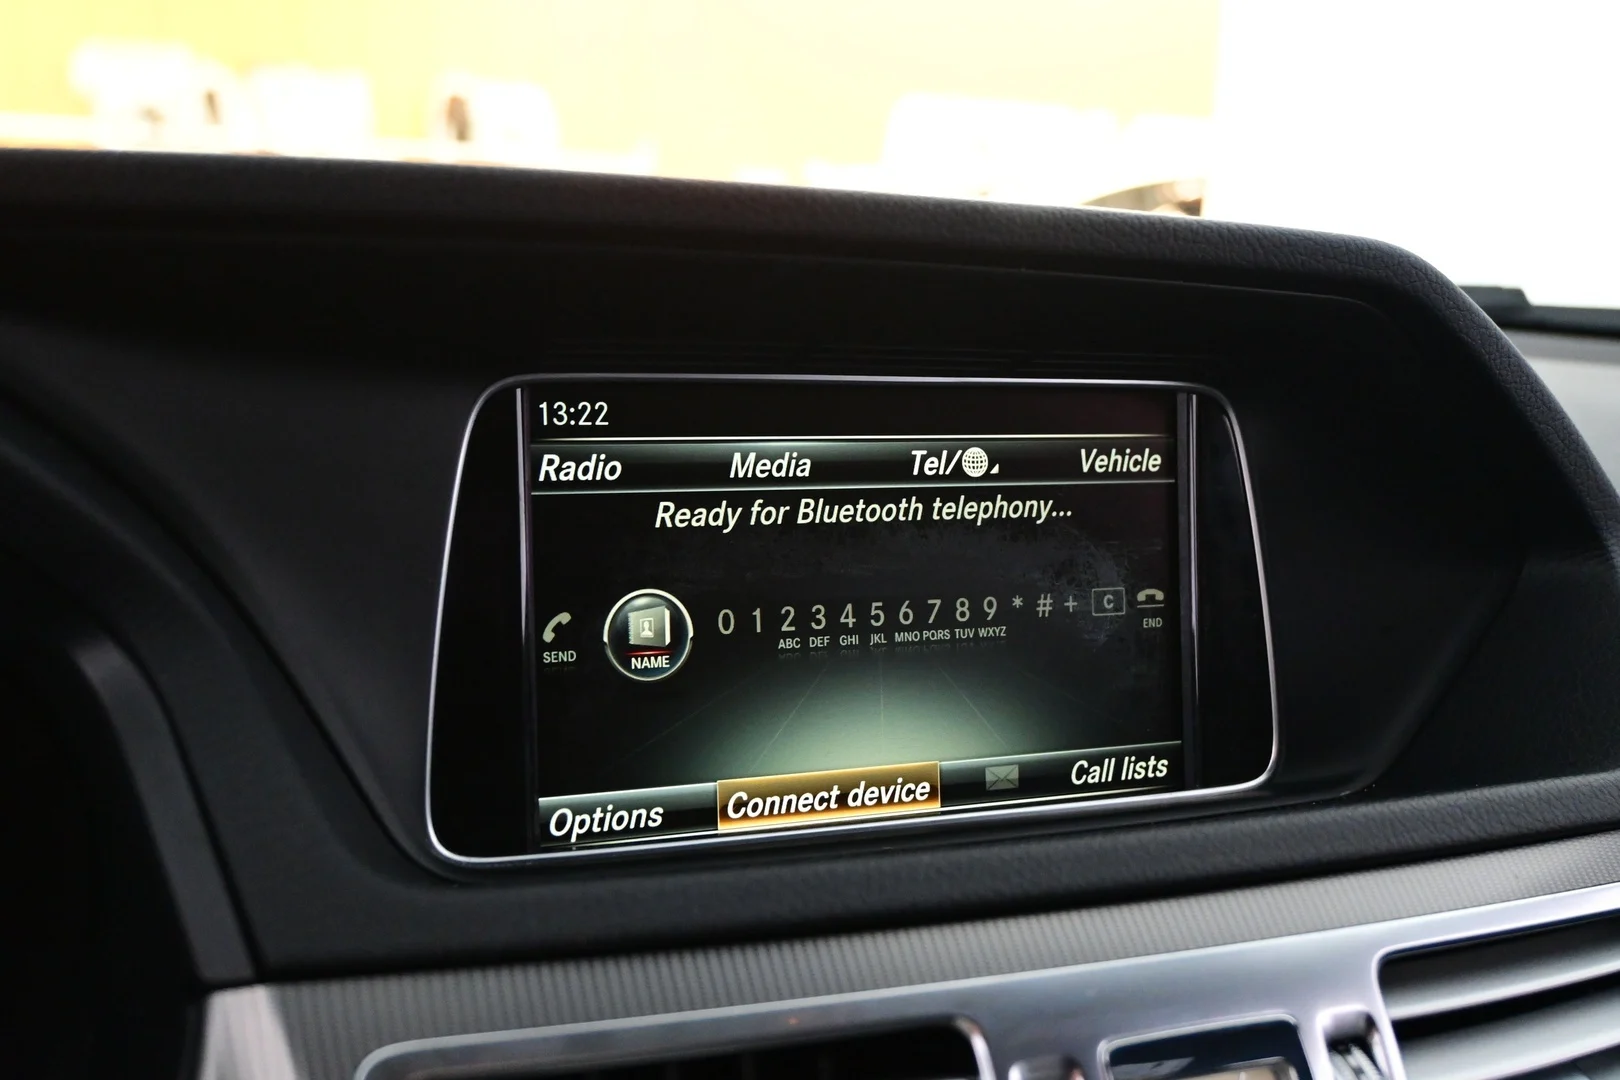 13:22
Radio Media Tel/ Vehicle
Ready for Bluetooth telephony...
SEND NAME 0 1 2 3 4 5 6 7 8 9 * # + C END
ABC DEF GHI JKL MNO PQRS TUV WXYZ
Options Connect device Call lists